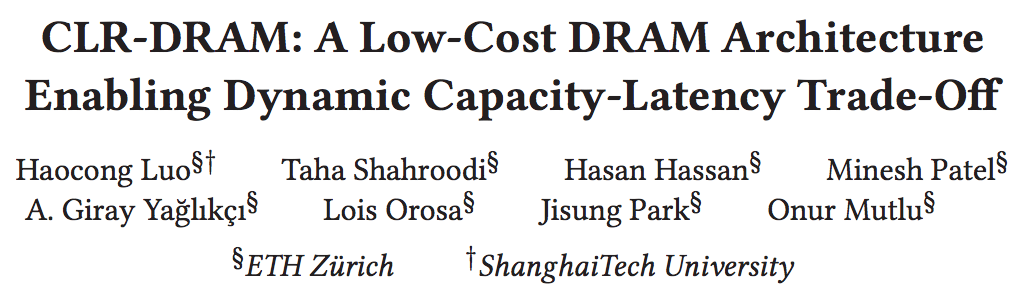 CLR-DRAM: A Low-Cost DRAM Architecture
Enabling Dynamic Capacity-Latency Trade-Off
Haocong Luo§† Taha Shahroodi§ Hasan Hassan§ Minesh Patel§
A. Giray Yağlıkçı§ Lois Orosa§ Jisung Park§ Onur Mutlu§
§ETH Zürich †ShanghaiTech University